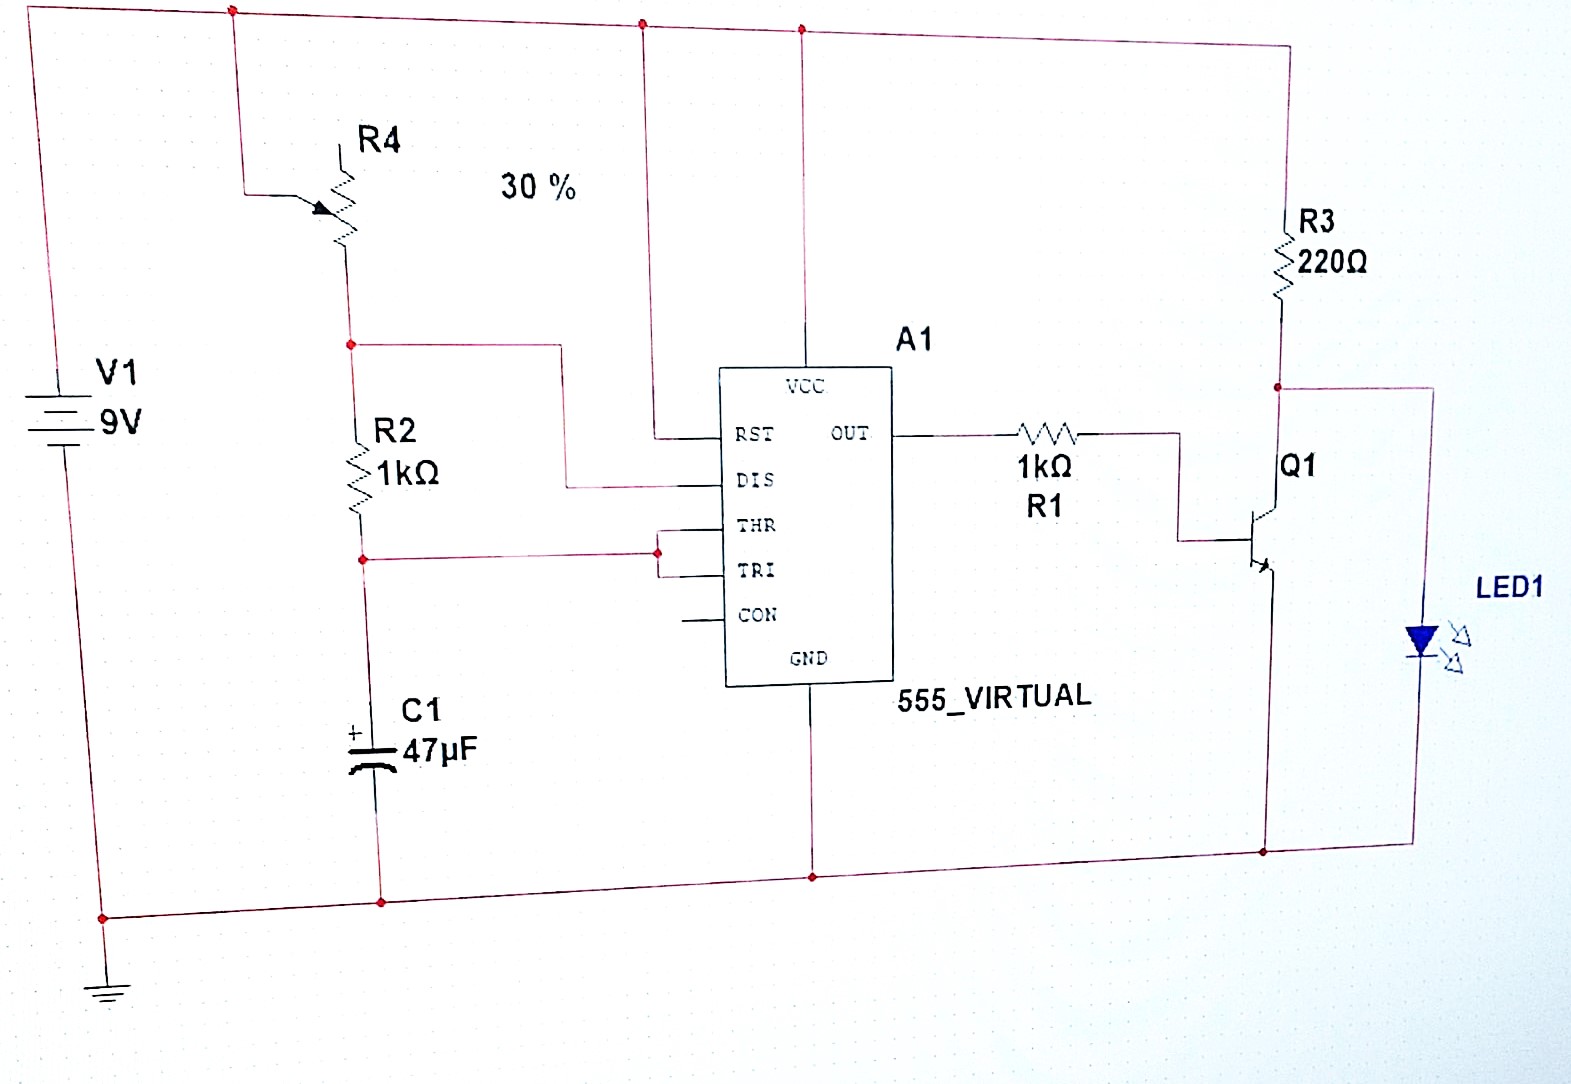 R4
30 %
R3
220Ω
V1
9V
A1
VCC
RST
OUT
DIS
THR
TRI
CON
GND
555_VIRTUAL
R2
1kΩ
1kΩ
R1
Q1
LED1
C1
+
47µF